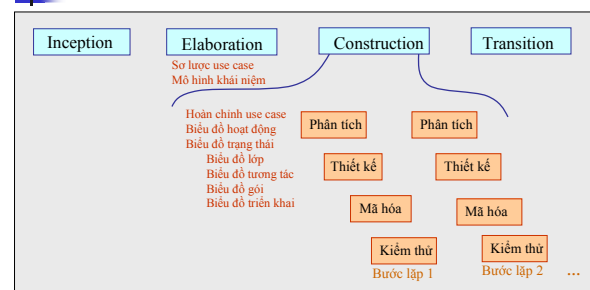 Inception
Elaboration
Construction
Transition
Sơ lược use case
Mô hình khái niệm
Hoàn chỉnh use case
Biểu đồ hoạt động
Biểu đồ trạng thái
Biểu đồ lớp
Biểu đồ tương tác
Biểu đồ gói
Biểu đồ triển khai
Phân tích
Thiết kế
Mã hóa
Kiểm thử
Bước lặp 1
Phân tích
Thiết kế
Mã hóa
Kiểm thử
Bước lặp 2
...